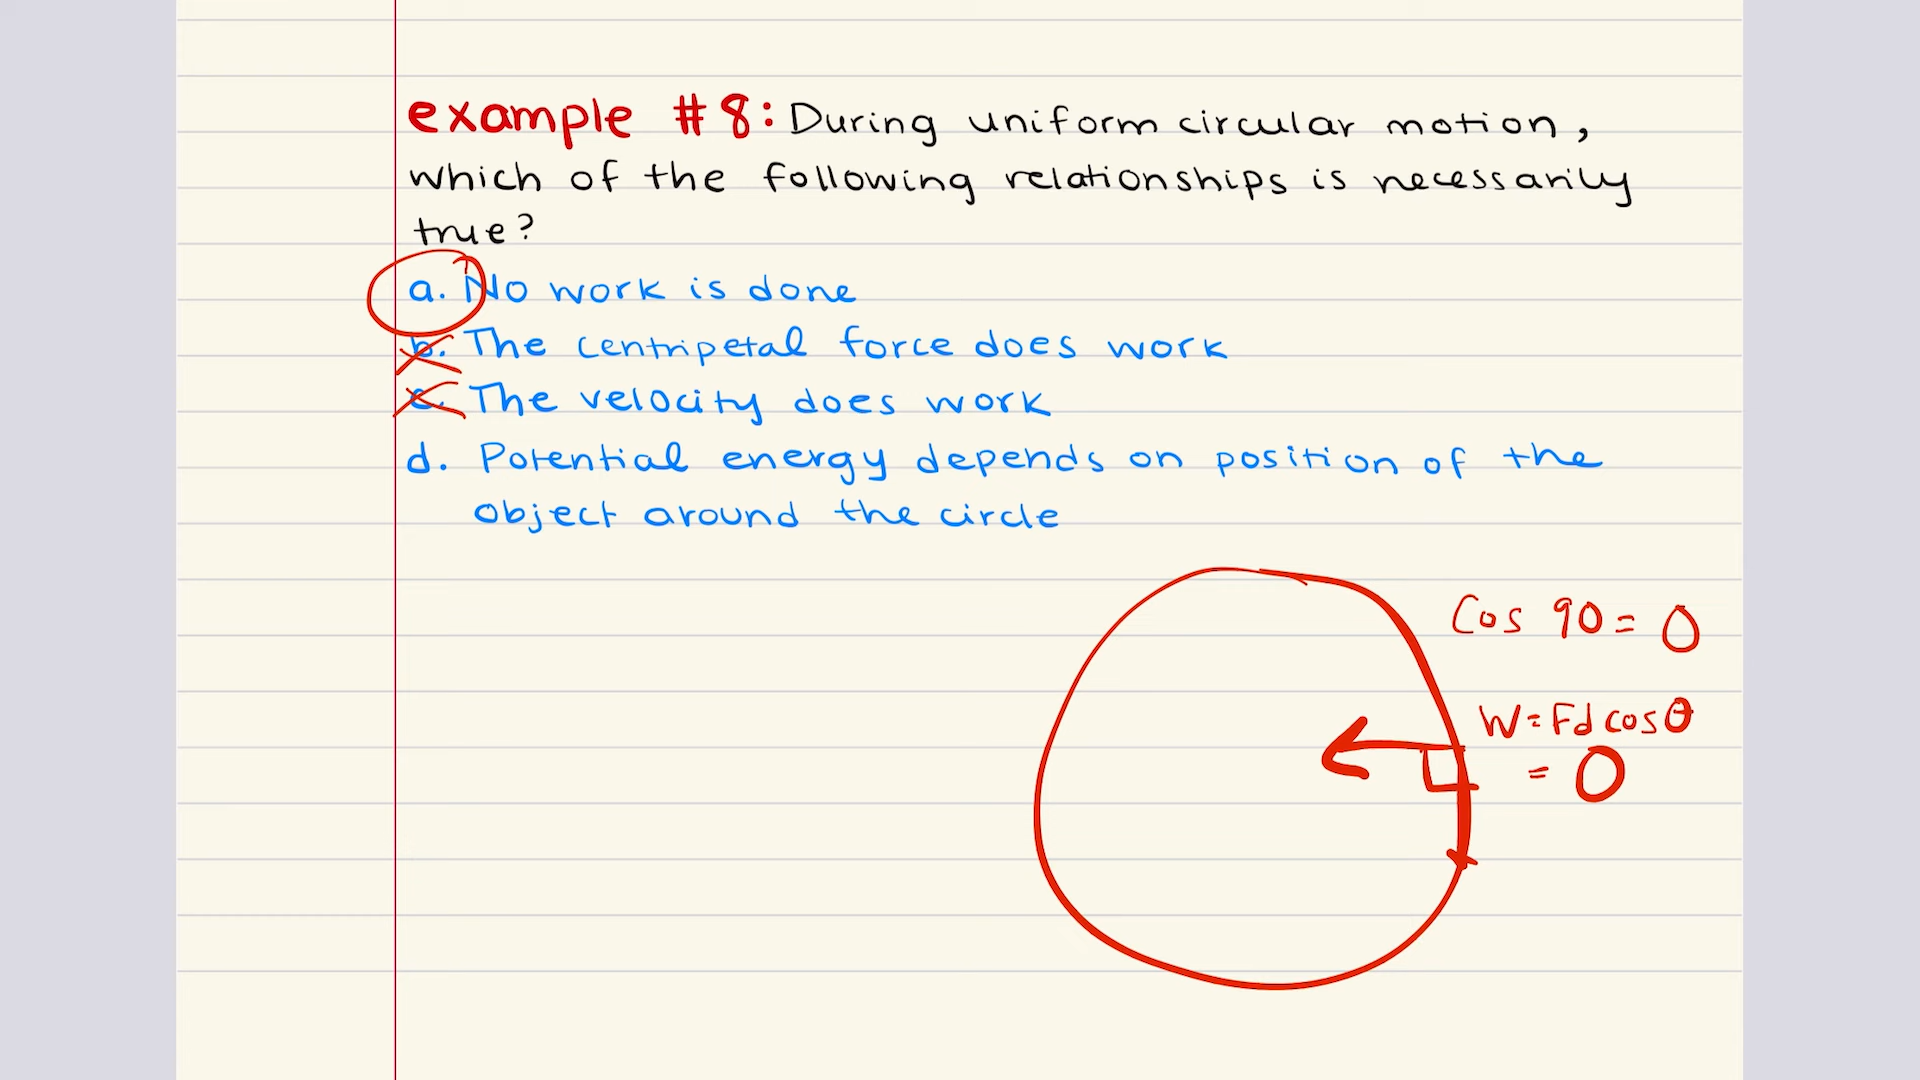 example #8: During uniform circular motion,
which of the following relationships is necessarily
true?
a. No work is done
b. The centripetal force does work
c. The velocity does work
d. Potential energy depends on position of the
object around the circle
Cos 90 = 0
W = Fd cos θ
= 0